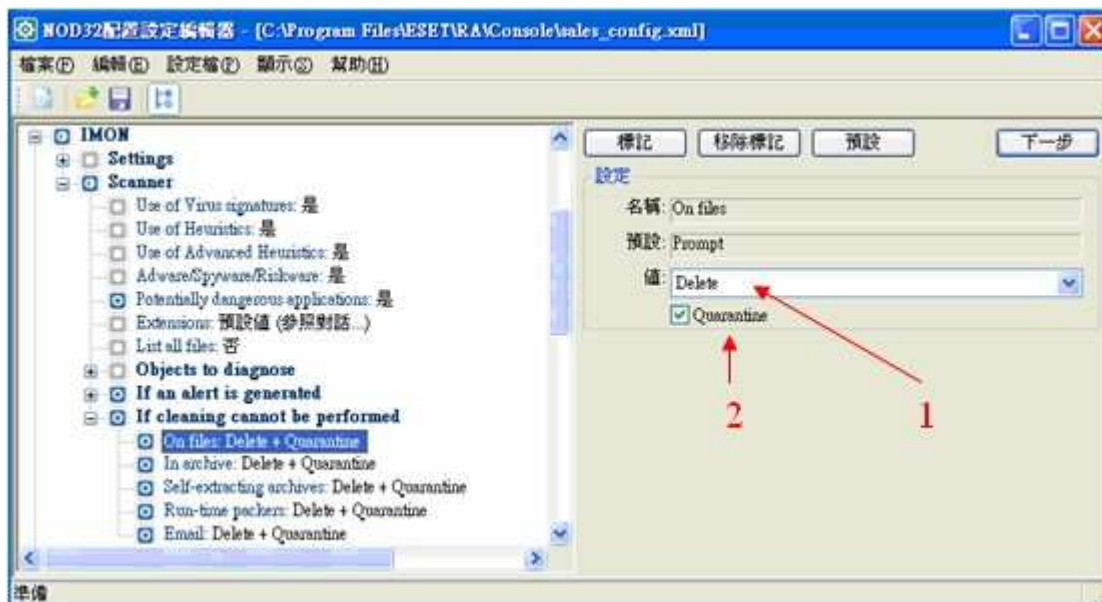 NOD32配置設定編輯器 - [C:\Program Files\ESET\RA\Console\sales_config.xml]
檔案(F) 編輯(E) 設定檔(P) 顯示(S) 幫助(H)
IMON
Settings
Scanner
Use of Virus signatures: 是
Use of Heuristics: 是
Use of Advanced Heuristics: 是
Adware/Spyware/Riskware: 是
Potentially dangerous applications: 是
Extensions: 預設值 (參照對話...)
List all files: 否
Objects to diagnose
If an alert is generated
If cleaning cannot be performed
On files: Delete + Quarantine
In archive: Delete + Quarantine
Self-extracting archives: Delete + Quarantine
Run-time packers: Delete + Quarantine
Email: Delete + Quarantine
標記 移除標記 預設 下一步
設定
名稱: On files
預設: Prompt
值: Delete
Quarantine
2 1
準備